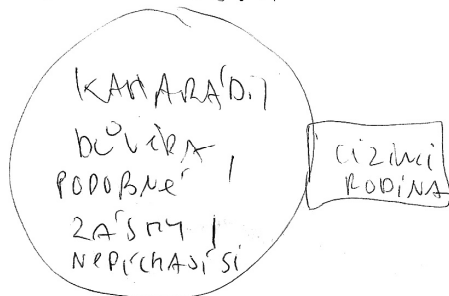 KAMARÁDI
DŮVĚRA
PODOBNÉ
ZÁJMY
NEPÍCHAJÍ SI
CIZINCI
RODINA